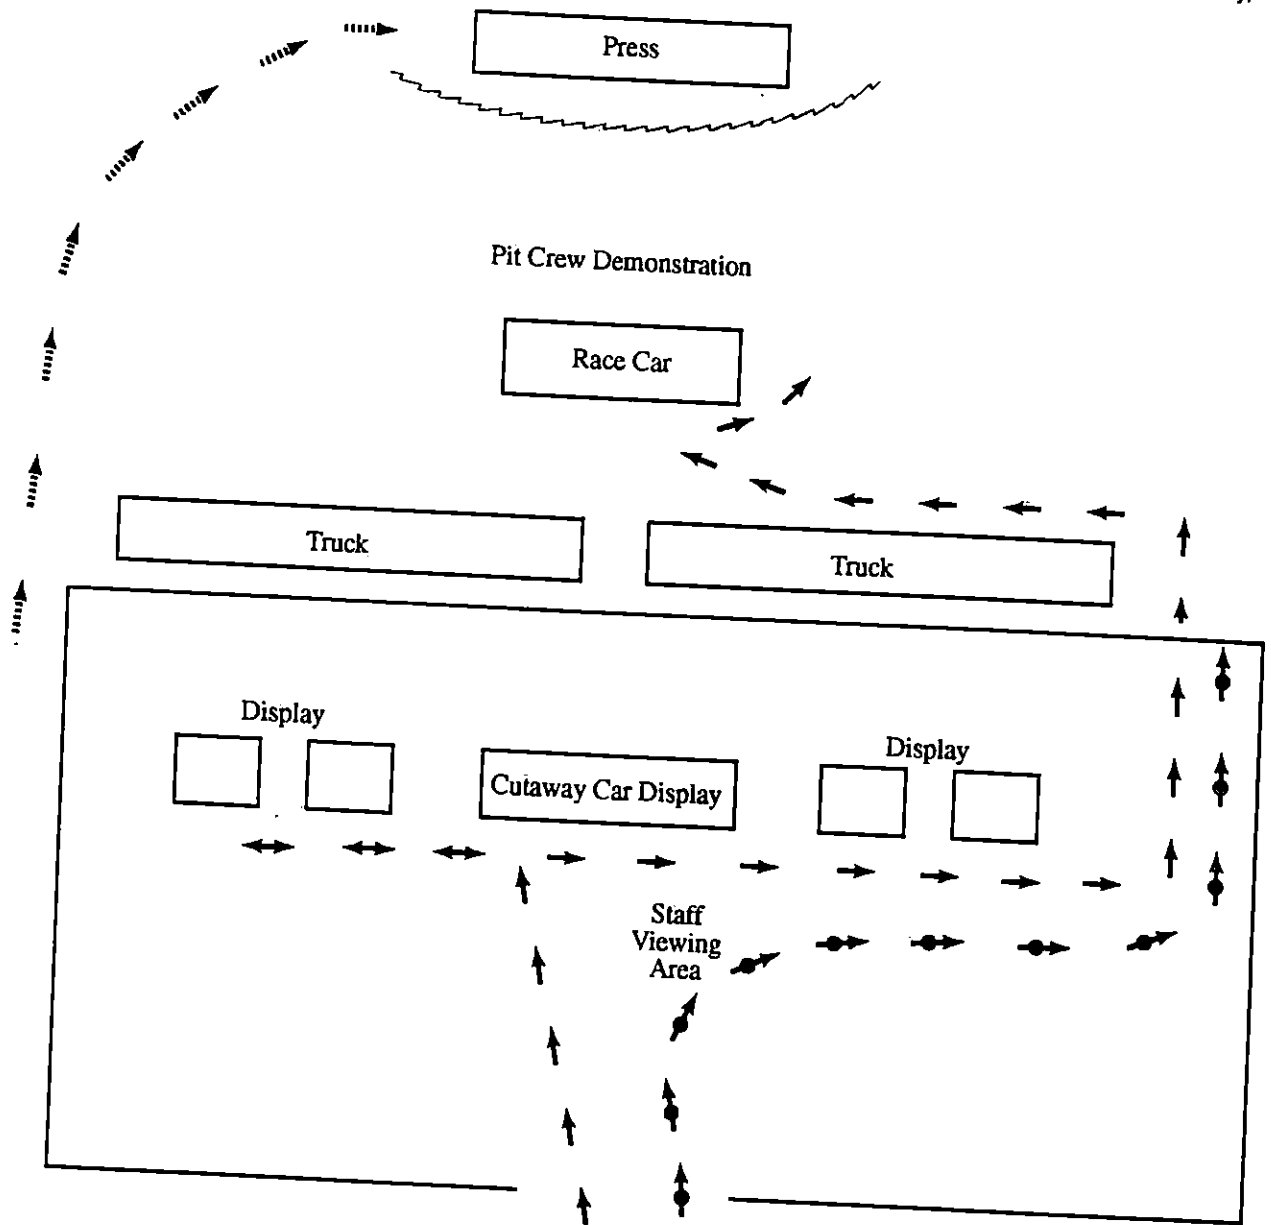 Press
Pit Crew Demonstration
Race Car
Truck
Truck
Display
Display
Cutaway Car Display
Staff
Viewing
Area